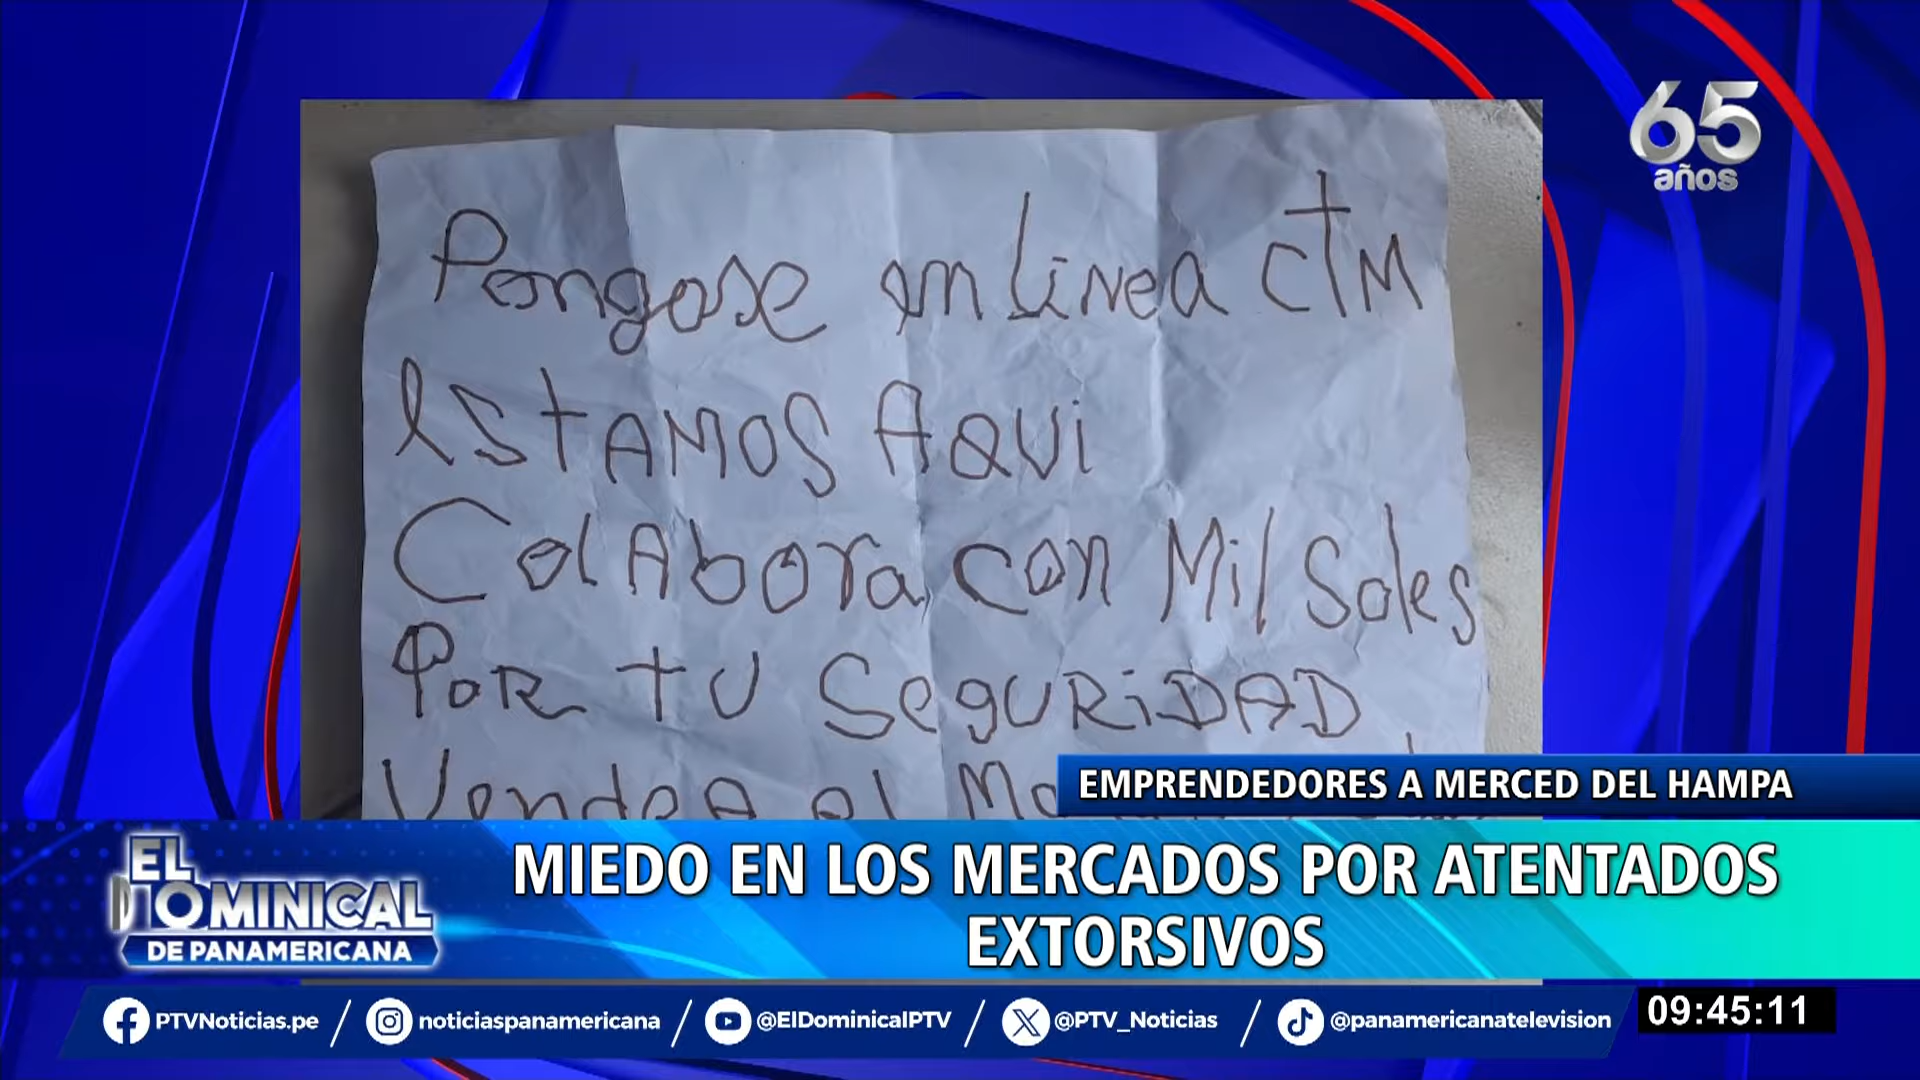 65
años
Pongase en linea CTM
EsTAMOS AQUi
ColAbora con Mil Soles
PoR TU SeguRiDAD
el
EMPRENDEDORES A MERCED DEL HAMPA
EL
DOMINICAL
DE PANAMERICANA
MIEDO EN LOS MERCADOS POR ATENTADOS
EXTORSIVOS
PTVNoticias.pe / noticiaspanamericana / @ElDominicalPTV / @PTV_Noticias / @panamericanatelevision
09:45:11